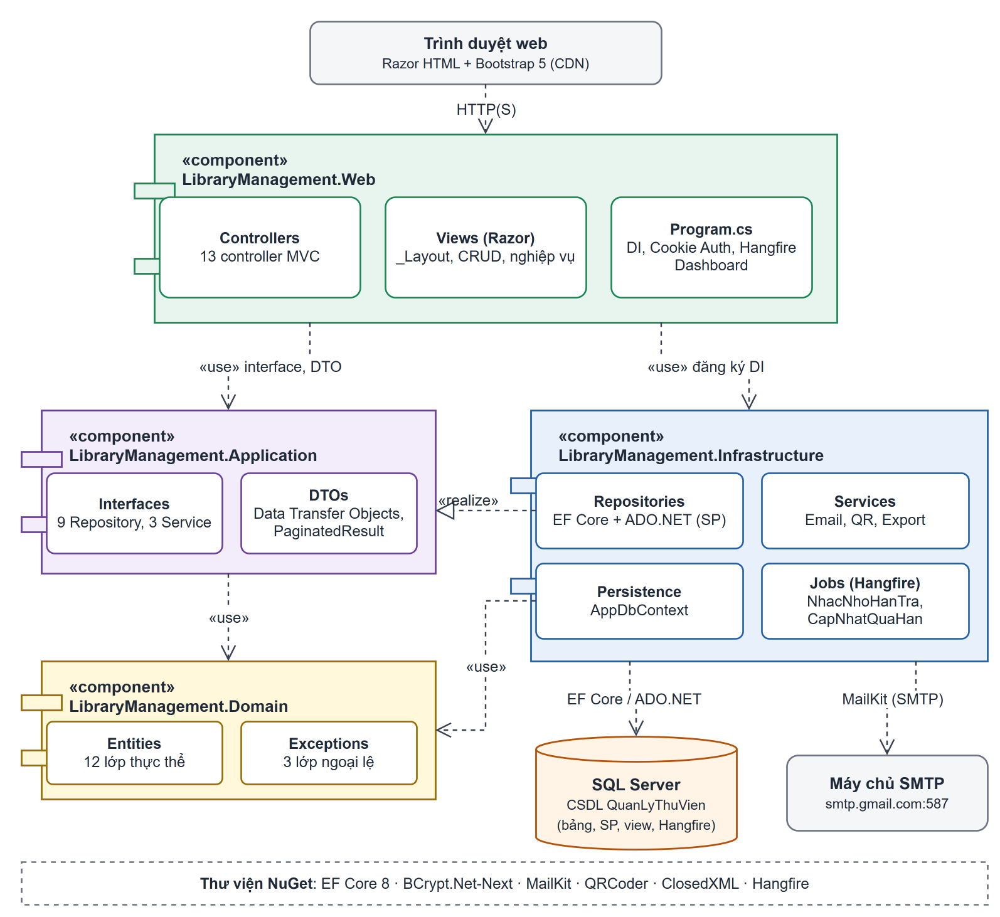 Trình duyệt web
Razor HTML + Bootstrap 5 (CDN)
HTTP(S)
«component»
LibraryManagement.Web
Controllers
13 controller MVC
Views (Razor)
_Layout, CRUD, nghiệp vụ
Program.cs
DI, Cookie Auth, Hangfire
Dashboard
«use» interface, DTO
«use» đăng ký DI
«component»
LibraryManagement.Application
Interfaces
9 Repository, 3 Service
DTOs
Data Transfer Objects,
PaginatedResult
«realize»
«component»
LibraryManagement.Infrastructure
Repositories
EF Core + ADO.NET (SP)
Services
Email, QR, Export
Persistence
AppDbContext
Jobs (Hangfire)
NhacNhoHanTra,
CapNhatQuaHan
«use»
«use»
«component»
LibraryManagement.Domain
Entities
12 lớp thực thể
Exceptions
3 lớp ngoại lệ
EF Core / ADO.NET
MailKit (SMTP)
SQL Server
CSDL QuanLyThuVien
(bảng, SP, view, Hangfire)
Máy chủ SMTP
smtp.gmail.com:587
Thư viện NuGet: EF Core 8 · BCrypt.Net-Next · MailKit · QRCoder · ClosedXML · Hangfire